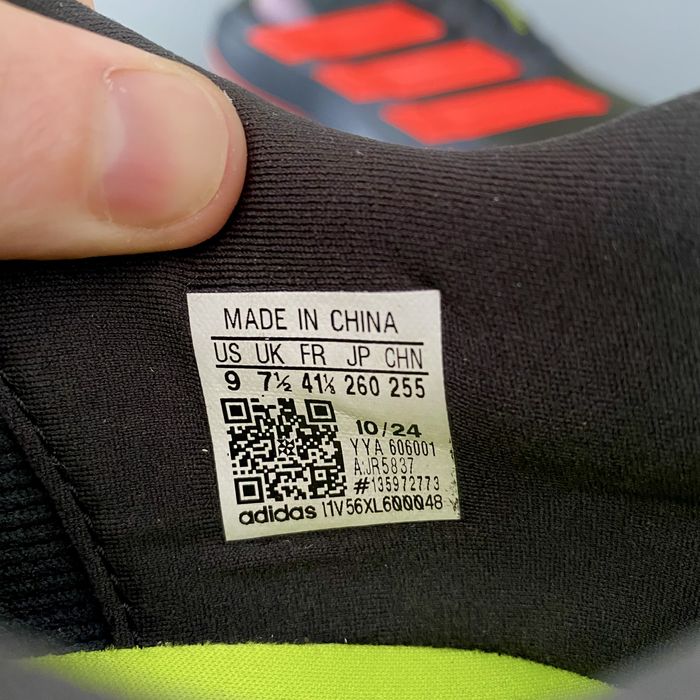 MADE IN CHINA
US UK FR JP CHN
9 7½ 41⅓ 260 255
10/24
YYA 606001
A:JR5837
#135972773
adidas I1V56XL600048